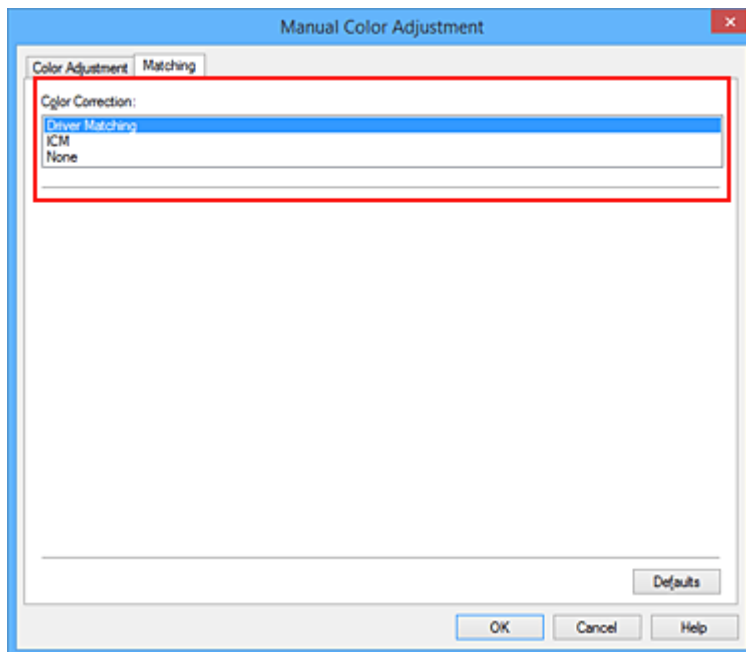 Manual Color Adjustment
Color Adjustment Matching
Color Correction:
Driver Matching
ICM
None
Defaults
OK Cancel Help